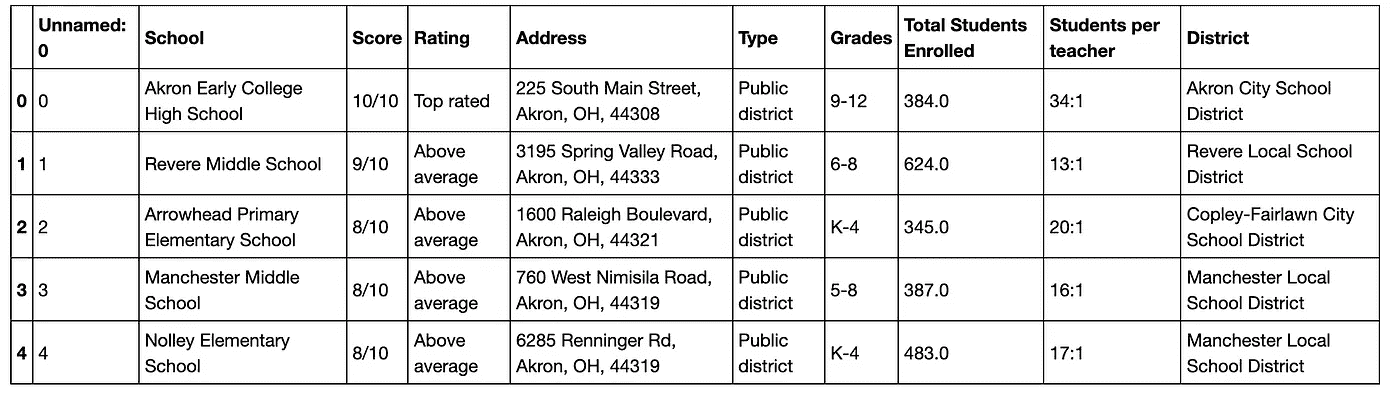 Unnamed: 0 School Score Rating Address Type Grades Total Students Enrolled Students per teacher District
0 0 Akron Early College High School 10/10 Top rated 225 South Main Street, Akron, OH, 44308 Public district 9-12 384.0 34:1 Akron City School District
1 1 Revere Middle School 9/10 Above average 3195 Spring Valley Road, Akron, OH, 44333 Public district 6-8 624.0 13:1 Revere Local School District
2 2 Arrowhead Primary Elementary School 8/10 Above average 1600 Raleigh Boulevard, Akron, OH, 44321 Public district K-4 345.0 20:1 Copley-Fairlawn City School District
3 3 Manchester Middle School 8/10 Above average 760 West Nimisila Road, Akron, OH, 44319 Public district 5-8 387.0 16:1 Manchester Local School District
4 4 Nolley Elementary School 8/10 Above average 6285 Renninger Rd, Akron, OH, 44319 Public district K-4 483.0 17:1 Manchester Local School District